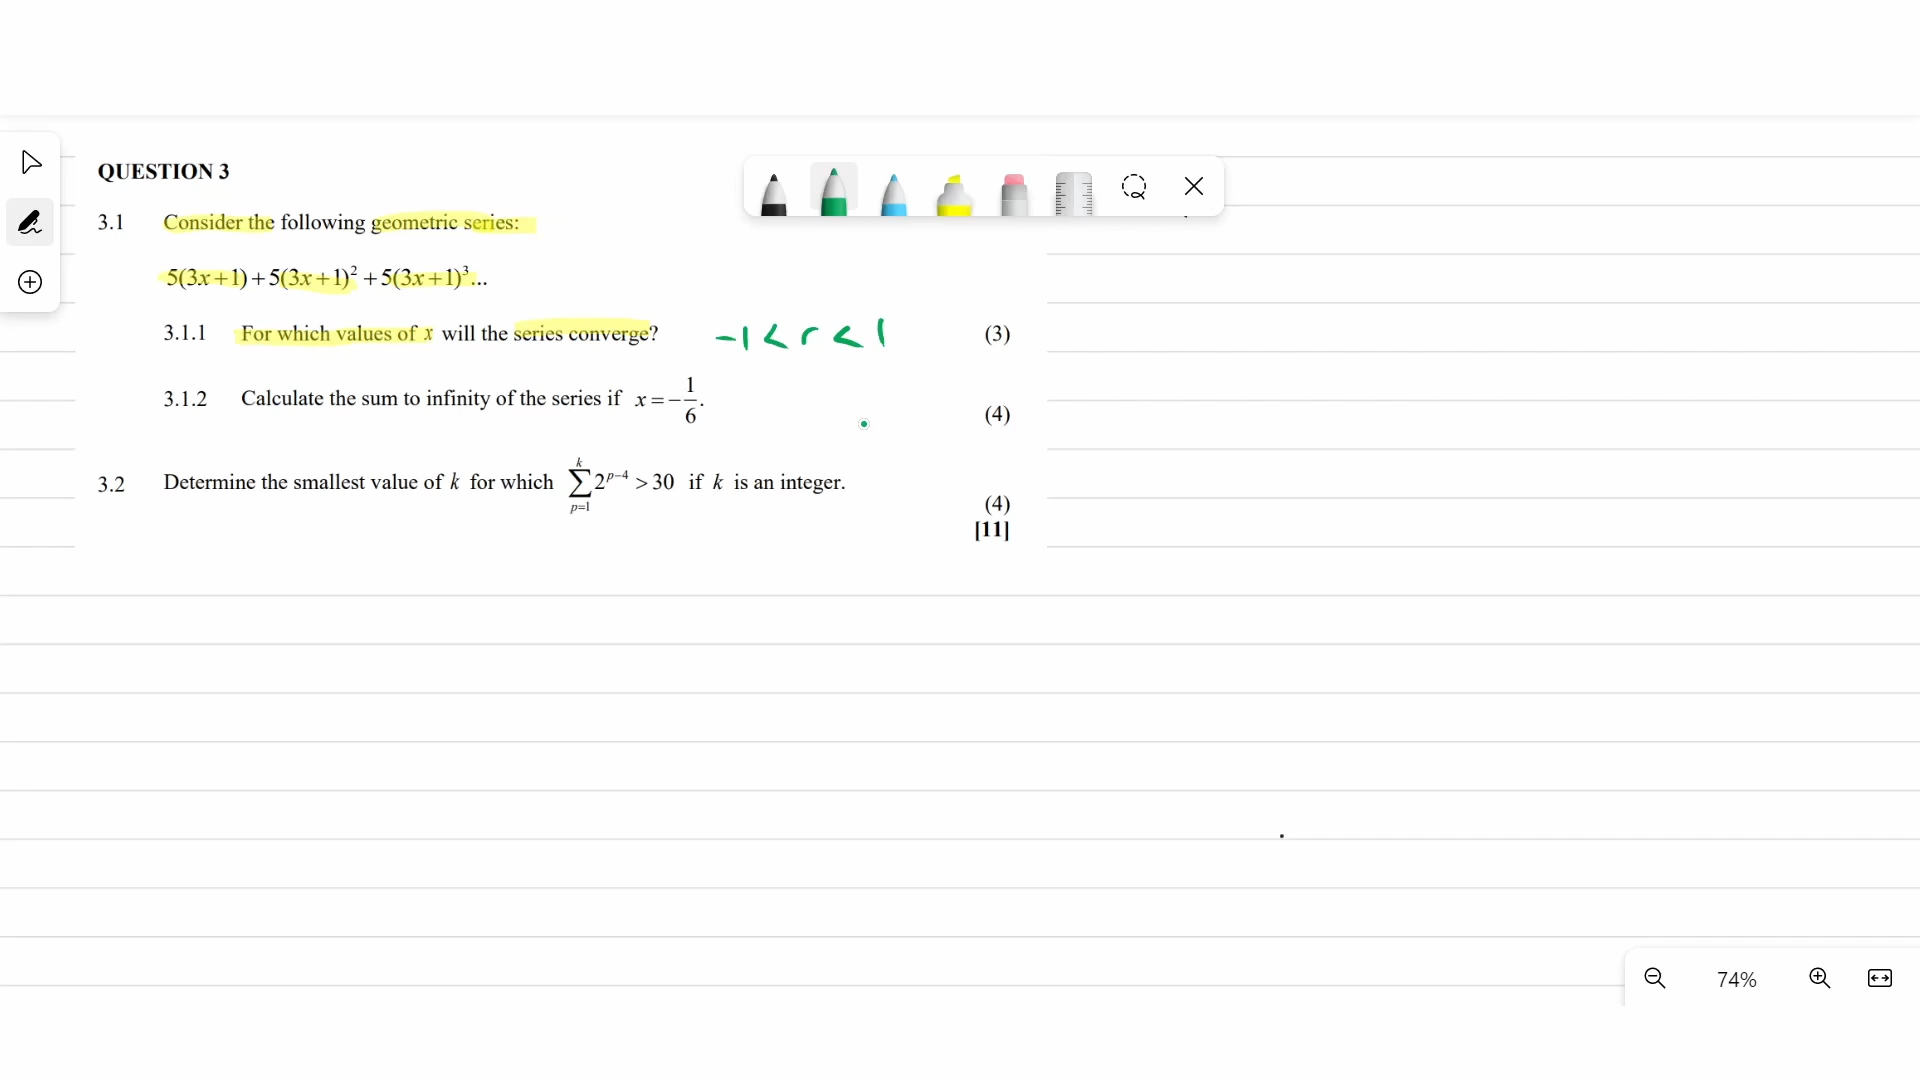 QUESTION 3
3.1 Consider the following geometric series:
5(3x+1)+5(3x+1)²+5(3x+1)³...
3.1.1 For which values of x will the series converge? -1 < r < 1 (3)
3.1.2 Calculate the sum to infinity of the series if x = -1/6. (4)
3.2 Determine the smallest value of k for which ∑_{p=1}^{k} 2^{p-4} > 30 if k is an integer.
(4)
[11]
74%